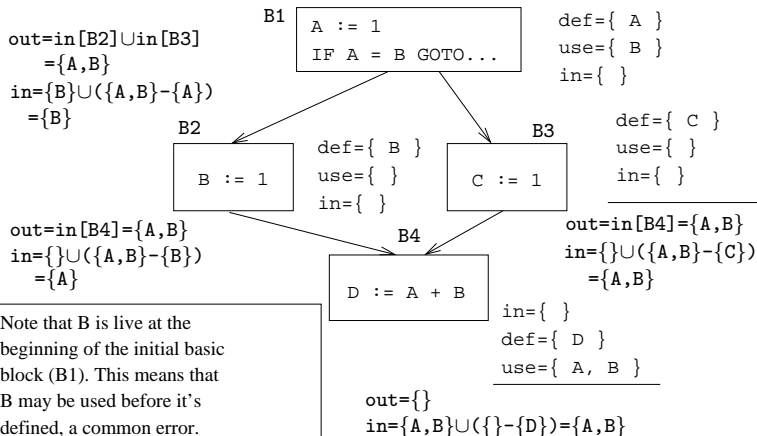 B1
A := 1
IF A = B GOTO...
def={ A }
use={ B }
in={ }
out=in[B2]∪in[B3]
={A,B}
in={B}∪({A,B}-{A})
={B}
B2
B := 1
def={ B }
use={ }
in={ }
B3
C := 1
def={ C }
use={ }
in={ }
out=in[B4]={A,B}
in={}∪({A,B}-{B})
={A}
out=in[B4]={A,B}
in={}∪({A,B}-{C})
={A,B}
B4
D := A + B
in={ }
def={ D }
use={ A, B }
out={}
in={A,B}∪({}-{D})={A,B}
Note that B is live at the
beginning of the initial basic
block (B1). This means that
B may be used before it's
defined, a common error.